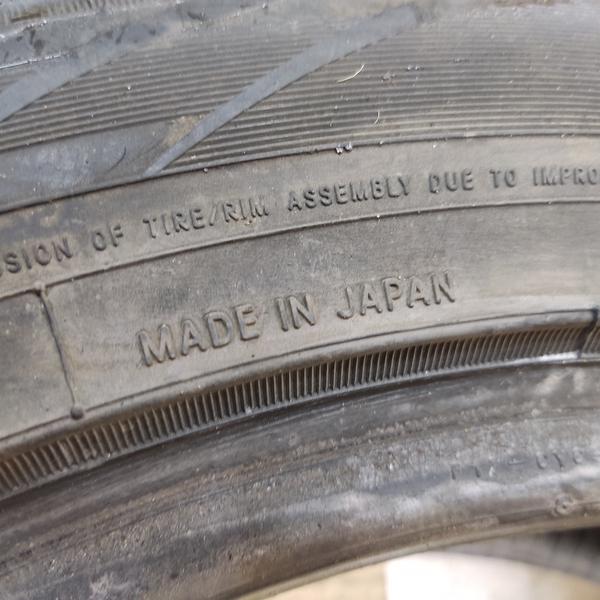 SION OF TIRE/RIM ASSEMBLY DUE TO IMPRO
MADE IN JAPAN